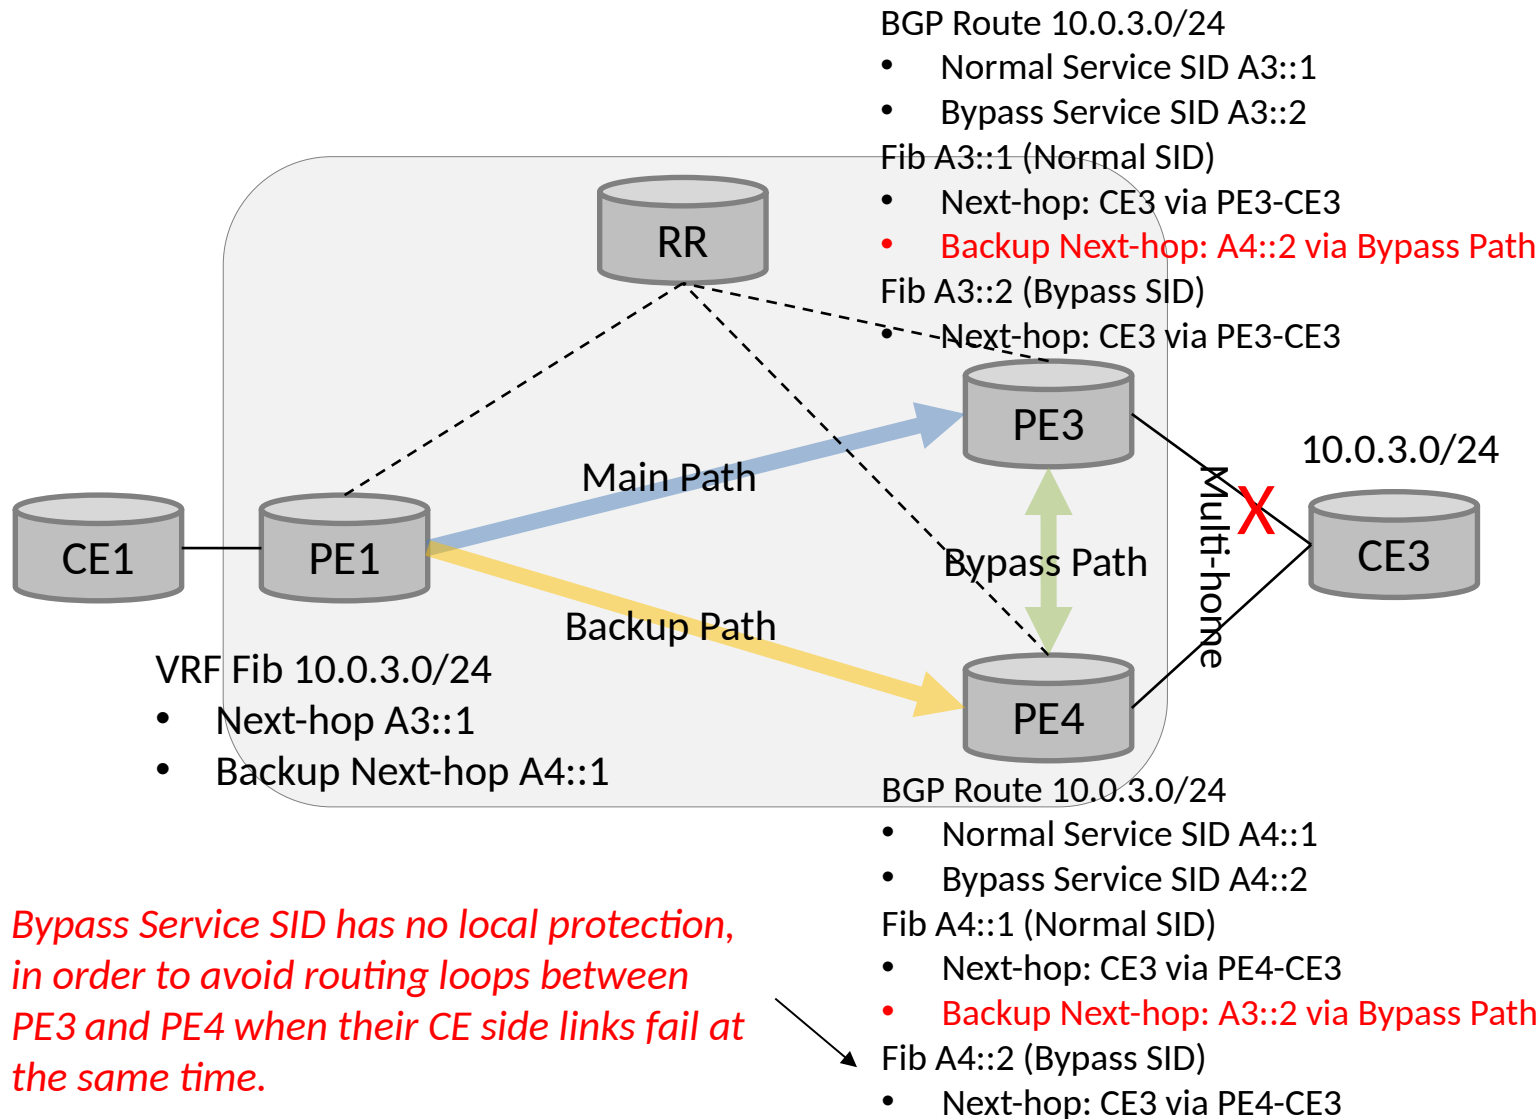 BGP Route 10.0.3.0/24
• Normal Service SID A3::1
• Bypass Service SID A3::2
Fib A3::1 (Normal SID)
• Next-hop: CE3 via PE3-CE3
• Backup Next-hop: A4::2 via Bypass Path
Fib A3::2 (Bypass SID)
• Next-hop: CE3 via PE3-CE3
RR
PE3
10.0.3.0/24
Main Path
Multi-home
X
CE1
PE1
CE3
Bypass Path
Backup Path
VRF Fib 10.0.3.0/24
• Next-hop A3::1
• Backup Next-hop A4::1
PE4
BGP Route 10.0.3.0/24
• Normal Service SID A4::1
• Bypass Service SID A4::2
Fib A4::1 (Normal SID)
• Next-hop: CE3 via PE4-CE3
• Backup Next-hop: A3::2 via Bypass Path
Fib A4::2 (Bypass SID)
• Next-hop: CE3 via PE4-CE3
Bypass Service SID has no local protection,
in order to avoid routing loops between
PE3 and PE4 when their CE side links fail at
the same time.